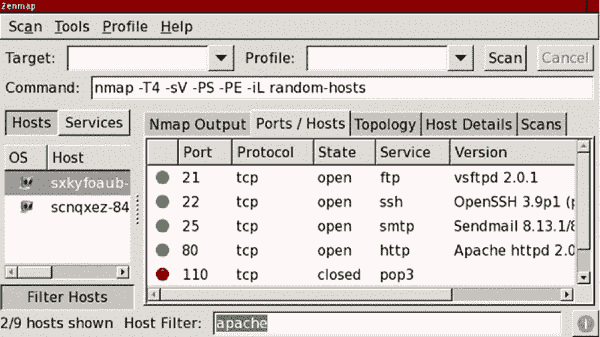 Zenmap
Scan Tools Profile Help
Target: Profile: Scan Cancel
Command: nmap -T4 -sV -PS -PE -iL random-hosts
Hosts Services Nmap Output Ports / Hosts Topology Host Details Scans
OS Host Port Protocol State Service Version
sxkyfoaub- 21 tcp open ftp vsftpd 2.0.1
scnqxez-84 22 tcp open ssh OpenSSH 3.9p1 (p
25 tcp open smtp Sendmail 8.13.1/8
80 tcp open http Apache httpd 2.0
110 tcp closed pop3
Filter Hosts
2/9 hosts shown Host Filter: apache